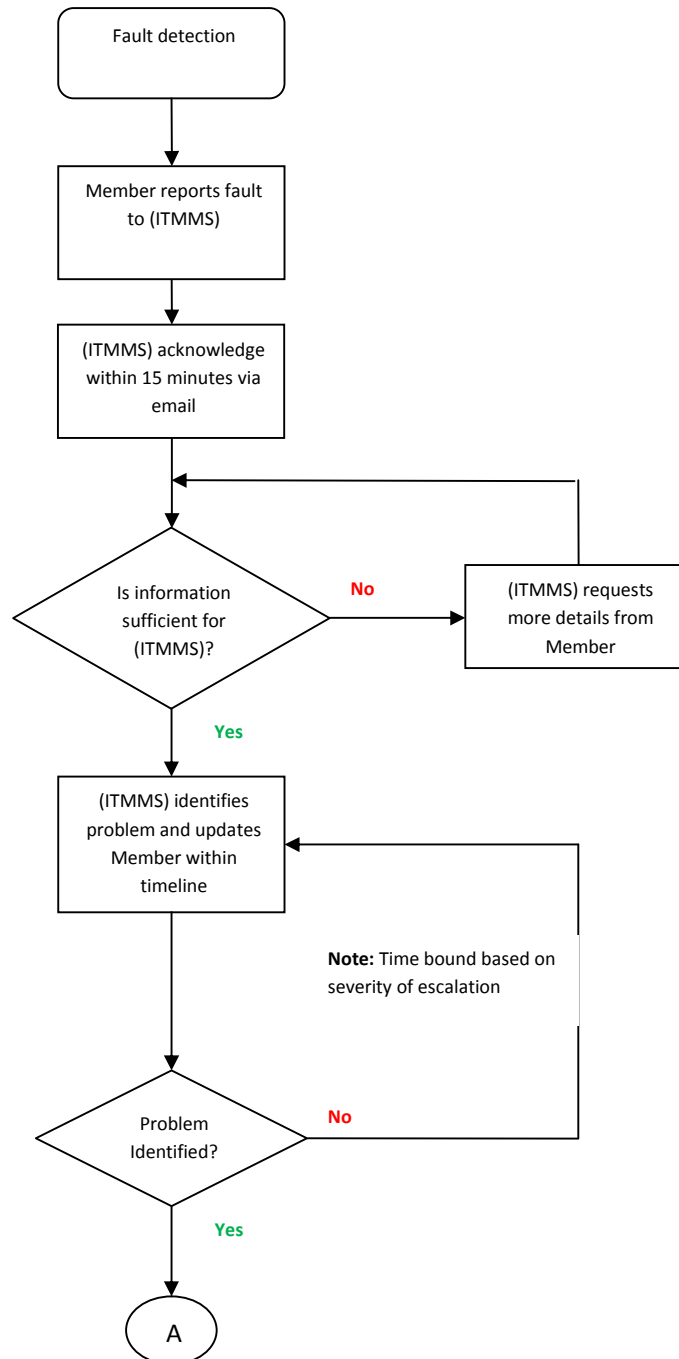 Fault detection
Member reports fault
to (ITMMS)
(ITMMS) acknowledge
within 15 minutes via
email
Is information
sufficient for
(ITMMS)?
No
(ITMMS) requests
more details from
Member
Yes
(ITMMS) identifies
problem and updates
Member within
timeline
Note: Time bound based on
severity of escalation
Problem
Identified?
No
Yes
A